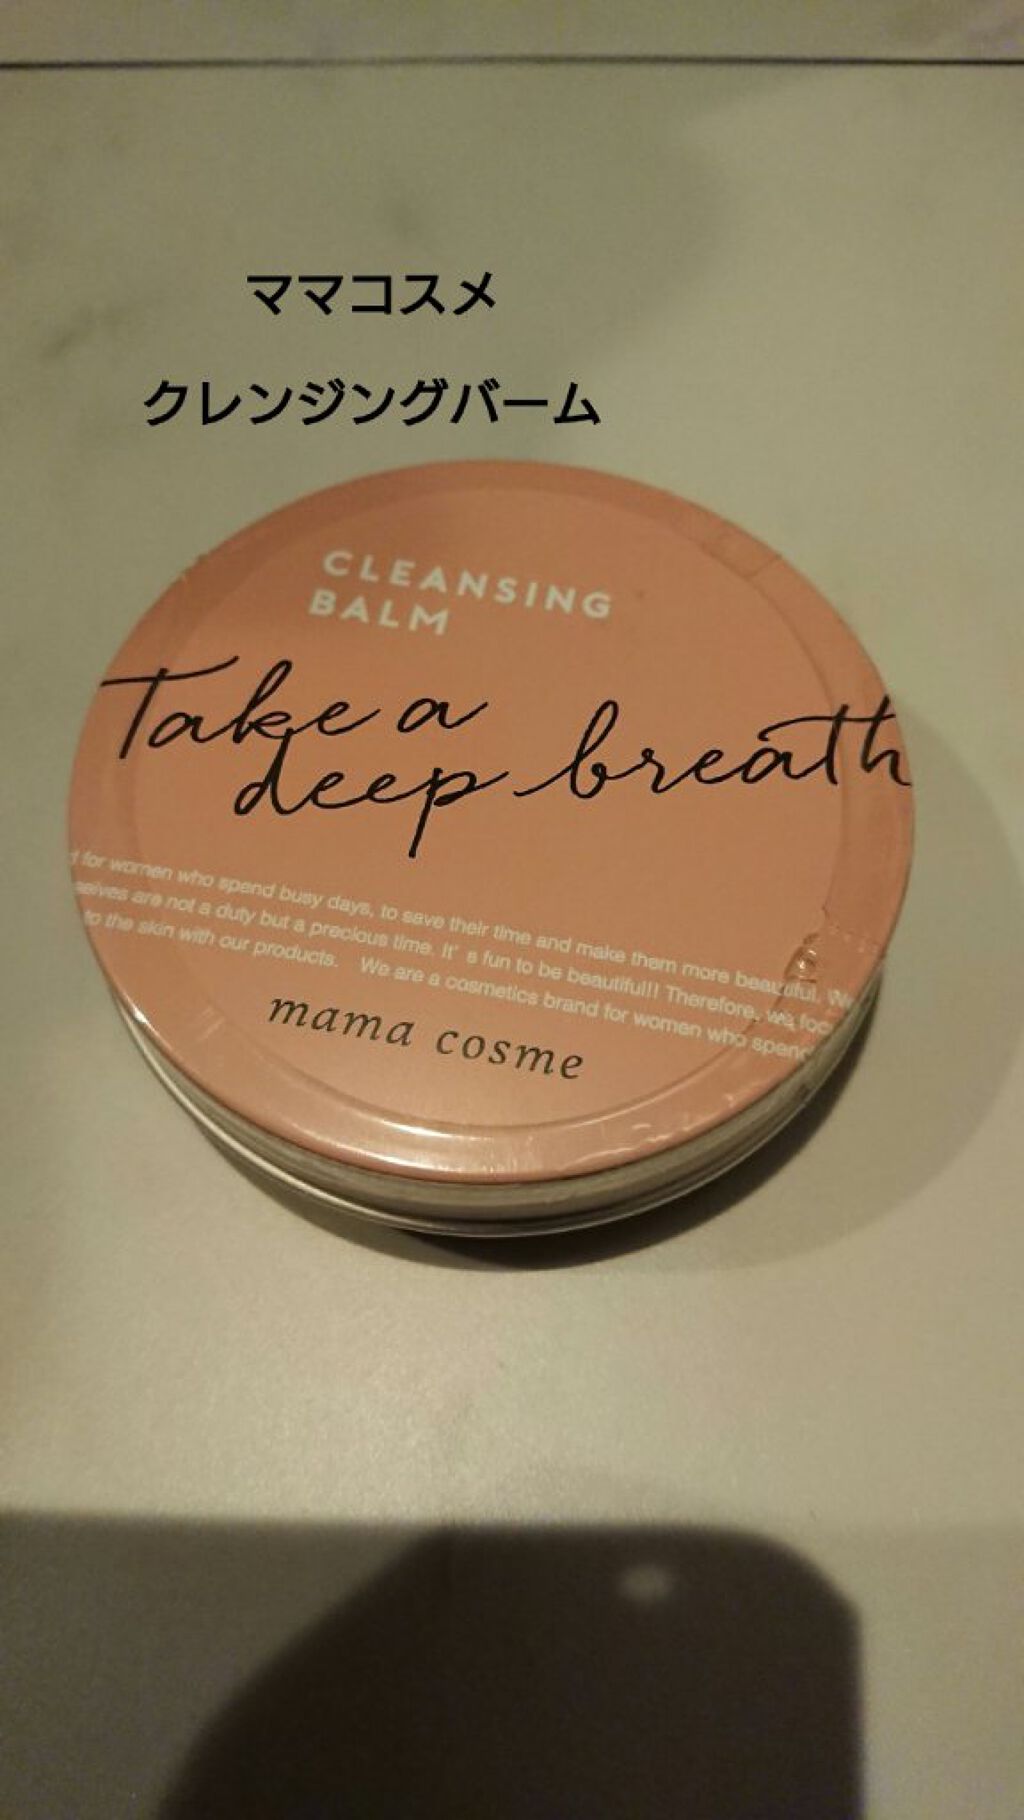 ママコスメ
クレンジングバーム
CLEANSING
BALM
Take a
deep breath
for women who spend busy days, to save their time and make them more beautiful. We
selves are not a duty but a precious time. It's fun to be beautiful!! Therefore, we foc
to the skin with our products. We are a cosmetics brand for women who spend
mama cosme